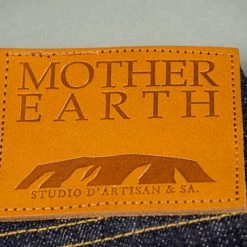 MOTHER
EARTH
STUDIO D'ARTISAN & SA.